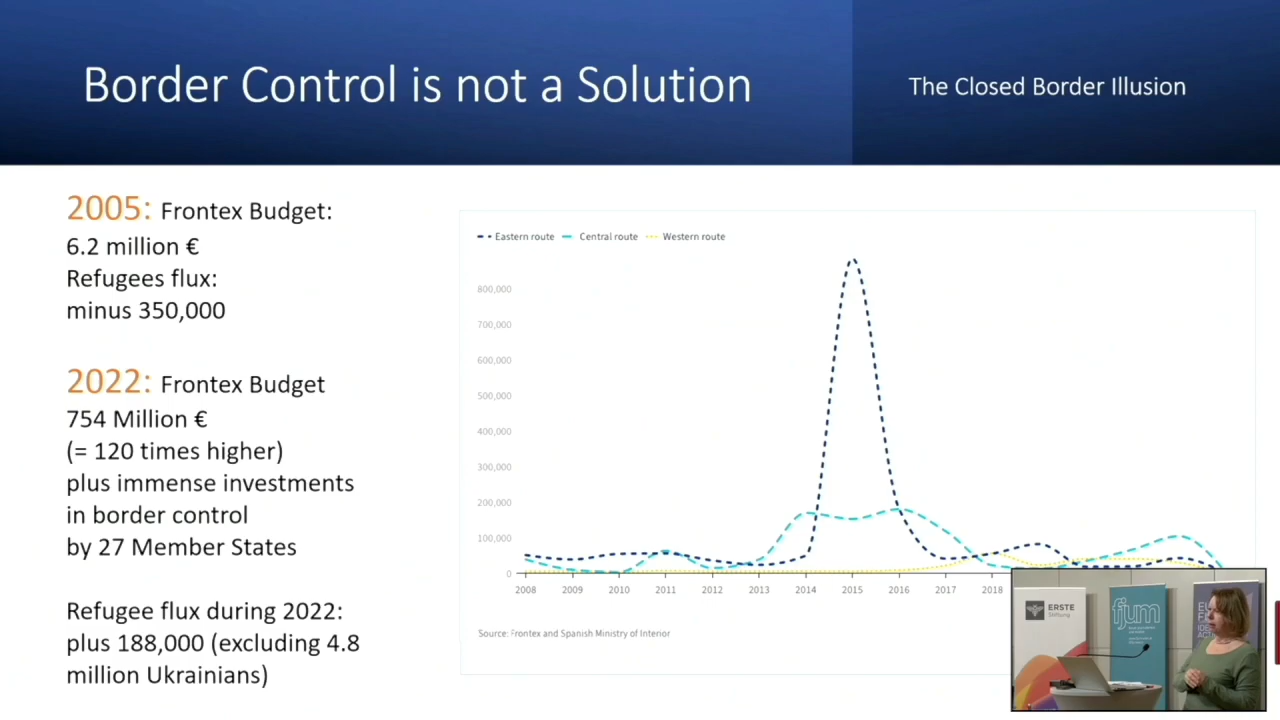 Border Control is not a Solution
The Closed Border Illusion
2005: Frontex Budget:
6.2 million €
Refugees flux:
minus 350,000
2022: Frontex Budget
754 Million €
(= 120 times higher)
plus immense investments
in border control
by 27 Member States
Refugee flux during 2022:
plus 188,000 (excluding 4.8
million Ukrainians)
Eastern route Central route Western route
800,000
700,000
600,000
500,000
400,000
300,000
200,000
100,000
0
2008 2009 2010 2011 2012 2013 2014 2015 2016 2017 2018
Source: Frontex and Spanish Ministry of Interior
ERSTE
Stiftung
fjum